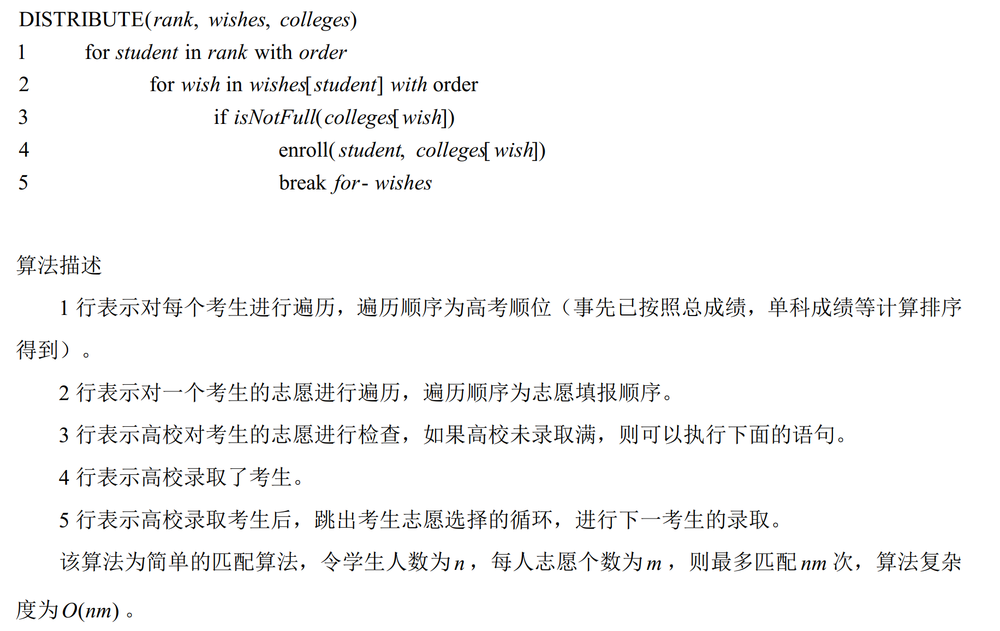 DISTRIBUTE(rank, wishes, colleges)
1 for student in rank with order
2 for wish in wishes[student] with order
3 if isNotFull(colleges[wish])
4 enroll(student, colleges[wish])
5 break for- wishes
算法描述
1 行表示对每个考生进行遍历，遍历顺序为高考顺位（事先已按照总成绩，单科成绩等计算排序
得到）。
2 行表示对一个考生的志愿进行遍历，遍历顺序为志愿填报顺序。
3 行表示高校对考生的志愿进行检查，如果高校未录取满，则可以执行下面的语句。
4 行表示高校录取了考生。
5 行表示高校录取考生后，跳出考生志愿选择的循环，进行下一考生的录取。
该算法为简单的匹配算法，令学生人数为 n ，每人志愿个数为 m ，则最多匹配 nm 次，算法复杂
度为 O(nm) 。